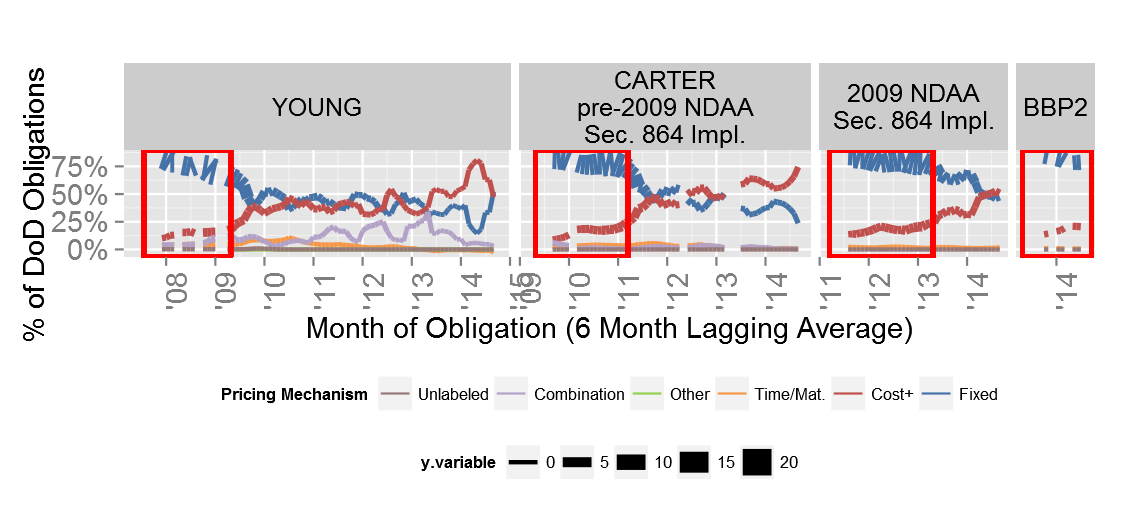 YOUNG
CARTER
pre-2009 NDAA
Sec. 864 Impl.
2009 NDAA
Sec. 864 Impl.
BBP2
% of DoD Obligations
75%
50%
25%
0%
'08 '09 '10 '11 '12 '13 '14 '15 '09 '10 '11 '12 '13 '14 '11 '12 '13 '14 '14
Month of Obligation (6 Month Lagging Average)
Pricing Mechanism Unlabeled Combination Other Time/Mat. Cost+ Fixed
y.variable 0 5 10 15 20